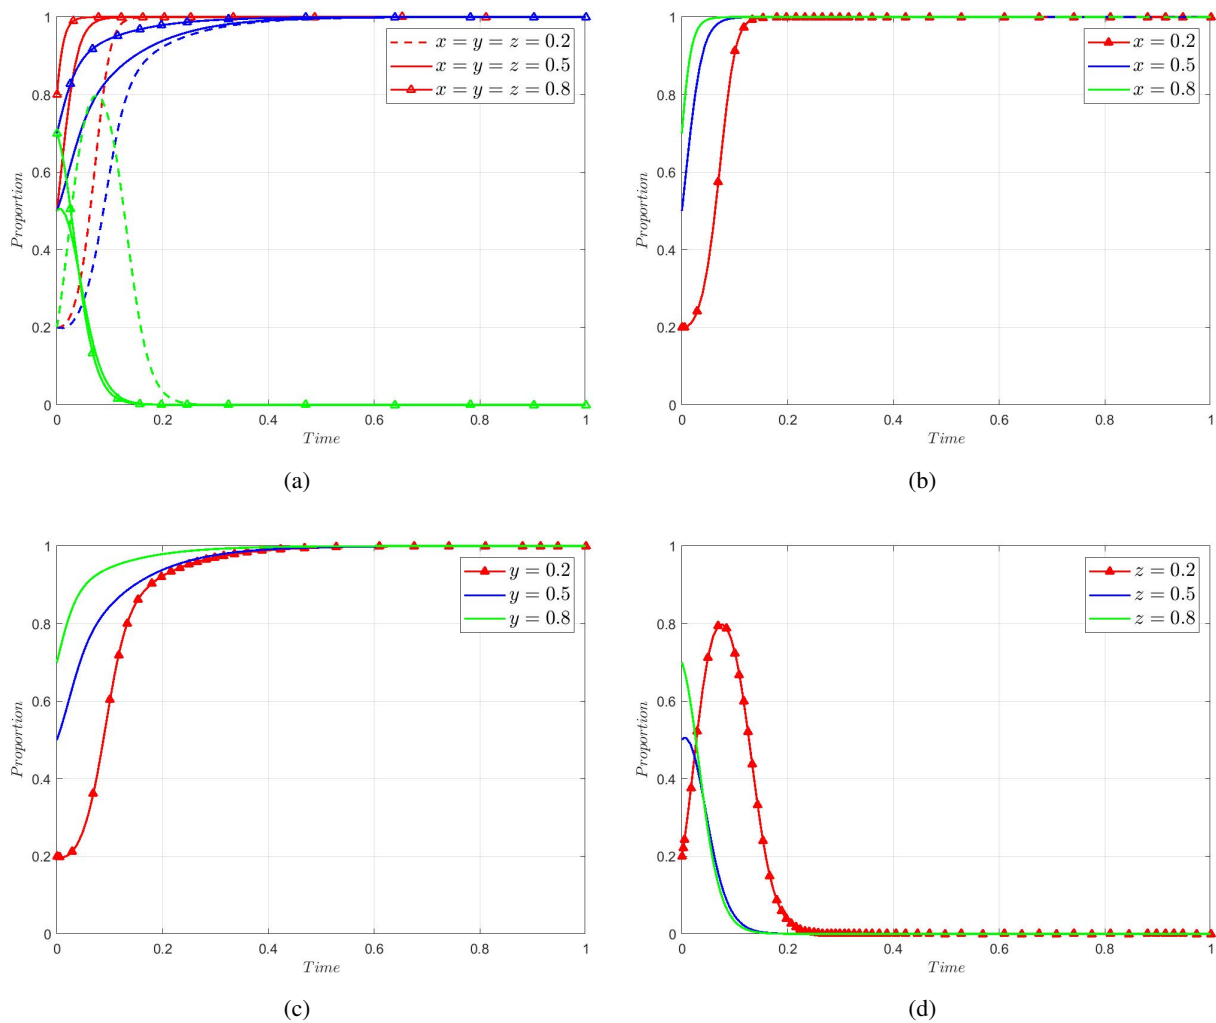 1
0.8
0.6
0.4
0.2
0
Proportion
0
0.2
0.4
0.6
0.8
1
Time
x = y = z = 0.2
x = y = z = 0.5
x = y = z = 0.8
(a)
1
0.8
0.6
0.4
0.2
0
Proportion
0
0.2
0.4
0.6
0.8
1
Time
x = 0.2
x = 0.5
x = 0.8
(b)
1
0.8
0.6
0.4
0.2
0
Proportion
0
0.2
0.4
0.6
0.8
1
Time
y = 0.2
y = 0.5
y = 0.8
(c)
1
0.8
0.6
0.4
0.2
0
Proportion
0
0.2
0.4
0.6
0.8
1
Time
z = 0.2
z = 0.5
z = 0.8
(d)